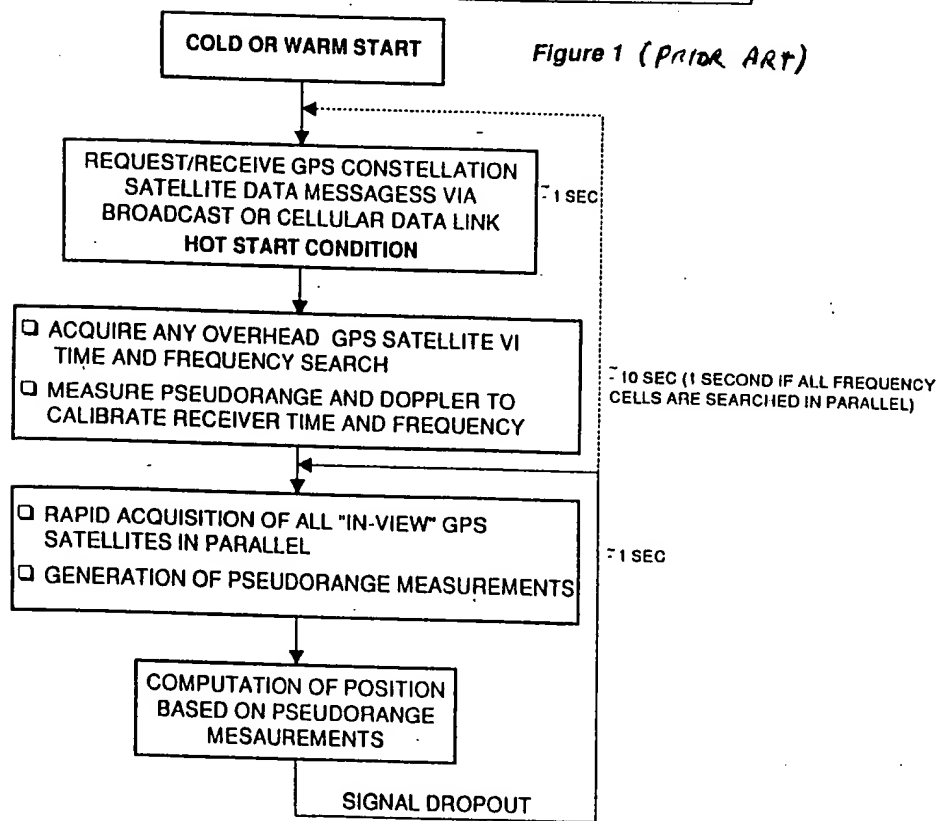 COLD OR WARM START
Figure 1 (PRIOR ART)
REQUEST/RECEIVE GPS CONSTELLATION
SATELLITE DATA MESSAGESS VIA
BROADCAST OR CELLULAR DATA LINK
HOT START CONDITION
~1 SEC
❑ ACQUIRE ANY OVERHEAD GPS SATELLITE VI
TIME AND FREQUENCY SEARCH
❑ MEASURE PSEUDORANGE AND DOPPLER TO
CALIBRATE RECEIVER TIME AND FREQUENCY
~10 SEC (1 SECOND IF ALL FREQUENCY
CELLS ARE SEARCHED IN PARALLEL)
❑ RAPID ACQUISITION OF ALL "IN-VIEW" GPS
SATELLITES IN PARALLEL
❑ GENERATION OF PSEUDORANGE MEASUREMENTS
~1 SEC
COMPUTATION OF POSITION
BASED ON PSEUDORANGE
MESAUREMENTS
SIGNAL DROPOUT